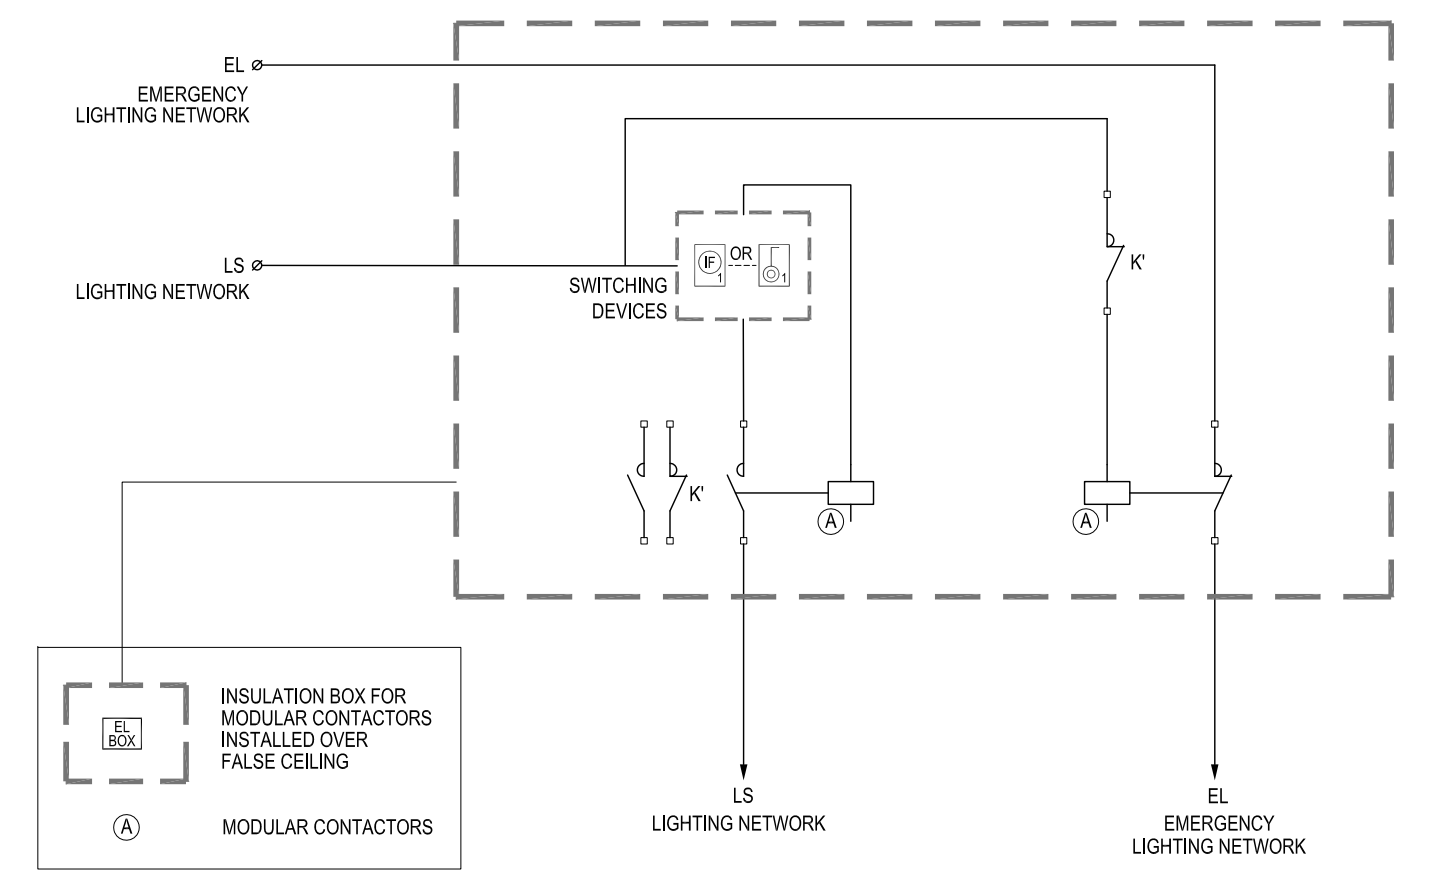 EL
EMERGENCY
LIGHTING NETWORK
LS
LIGHTING NETWORK
SWITCHING
DEVICES
IF
1
OR
1
K'
K'
A
A
EL
BOX
INSULATION BOX FOR
MODULAR CONTACTORS
INSTALLED OVER
FALSE CEILING
A
MODULAR CONTACTORS
LS
LIGHTING NETWORK
EL
EMERGENCY
LIGHTING NETWORK